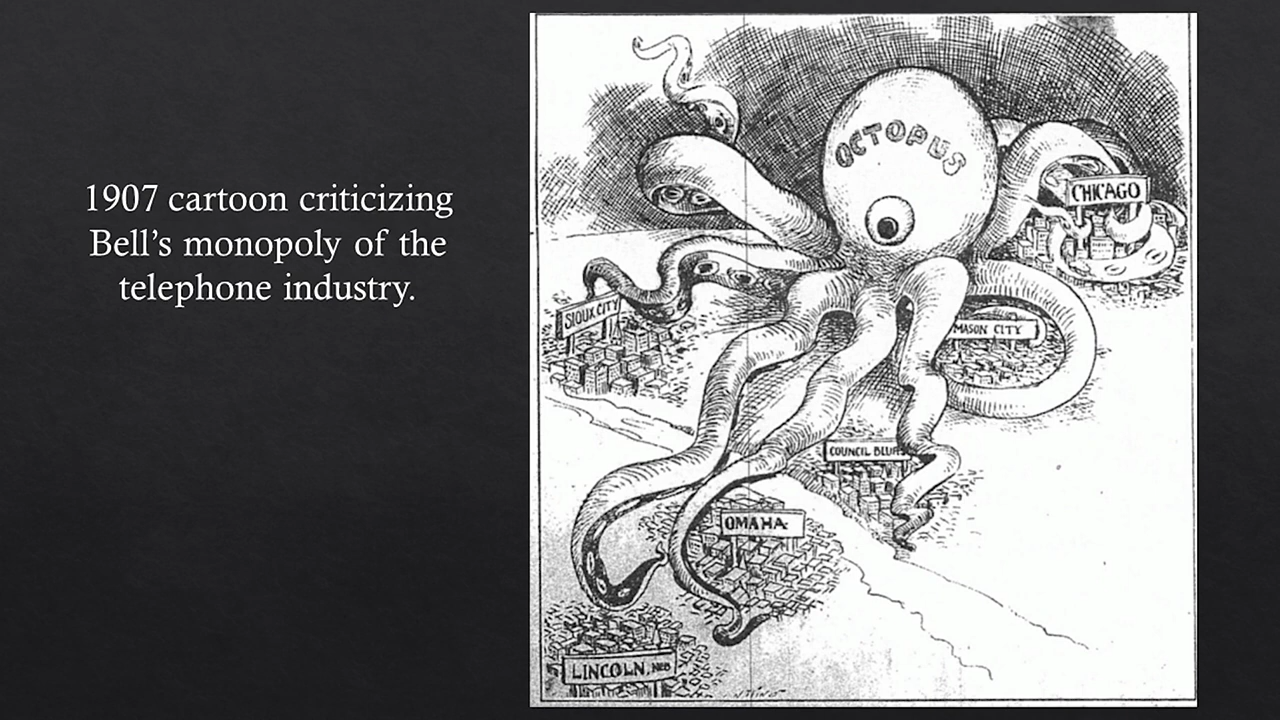 1907 cartoon criticizing
Bell’s monopoly of the
telephone industry.
OCTOPUS
CHICAGO
SIOUX CITY
MASON CITY
COUNCIL BLUFFS
OMAHA
LINCOLN, NEB